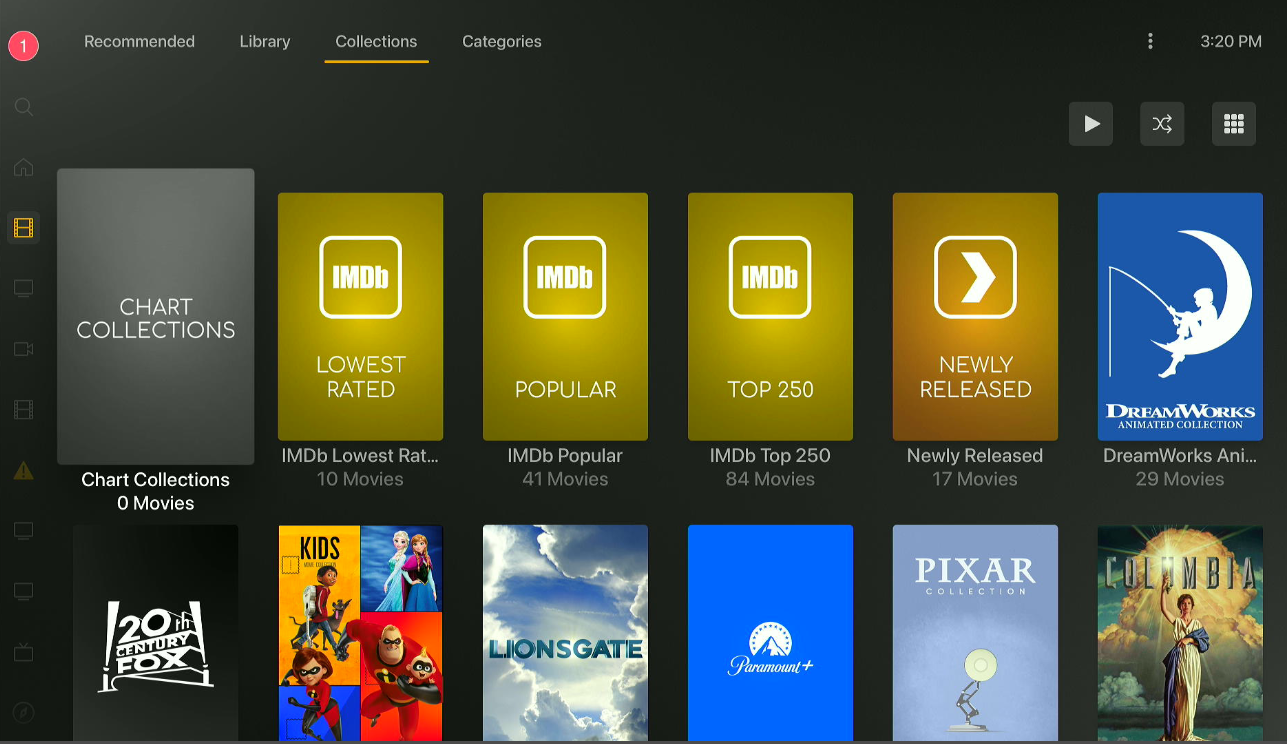 1
Recommended
Library
Collections
Categories
3:20 PM
CHART
COLLECTIONS
Chart Collections
0 Movies
IMDb
LOWEST
RATED
IMDb Lowest Rat...
10 Movies
IMDb
POPULAR
IMDb Popular
41 Movies
IMDb
TOP 250
IMDb Top 250
84 Movies
NEWLY
RELEASED
Newly Released
17 Movies
DREAMWORKS
ANIMATED COLLECTION
DreamWorks Ani...
29 Movies
20th
CENTURY
FOX
KIDS
MOVIE COLLECTION
LIONSGATE
Paramount+
PIXAR
COLLECTION
COLUMBIA